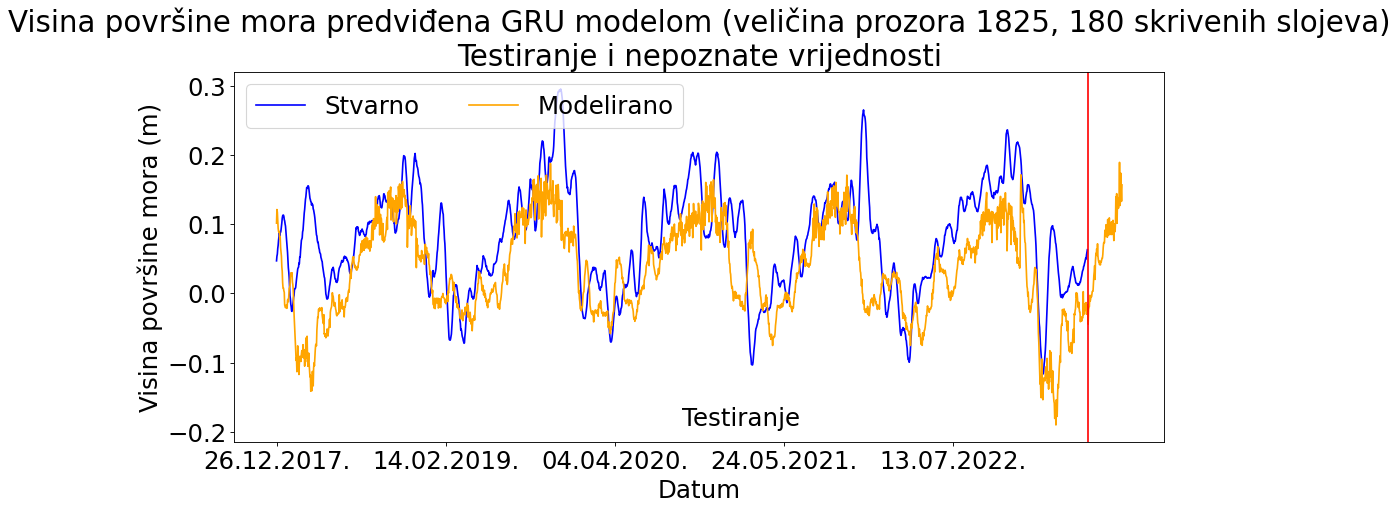 Visina površine mora predviđena GRU modelom (veličina prozora 1825, 180 skrivenih slojeva)
Testiranje i nepoznate vrijednosti
Stvarno
Modelirano
Visina površine mora (m)
0.3
0.2
0.1
0.0
−0.1
−0.2
Testiranje
26.12.2017.
14.02.2019.
04.04.2020.
24.05.2021.
13.07.2022.
Datum